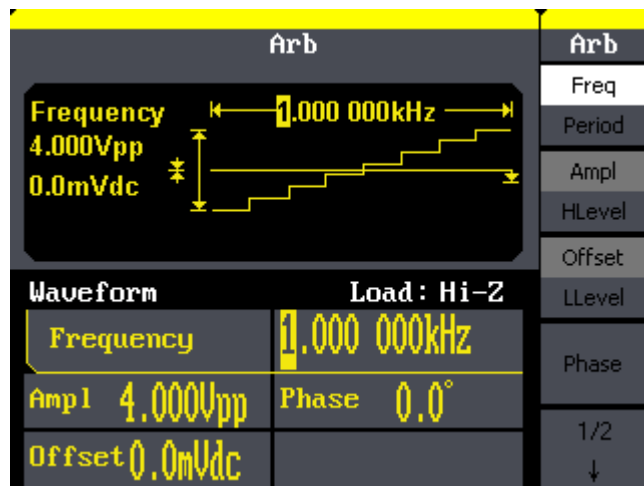 Arb
Arb
Frequency 1.000 000kHz
4.000Vpp
0.0mVdc
Waveform Load: Hi-Z
Frequency 1.000 000kHz
Ampl 4.000Vpp Phase 0.0°
Offset 0.0mVdc
Freq
Period
Ampl
HLevel
Offset
LLevel
Phase
1/2
↓